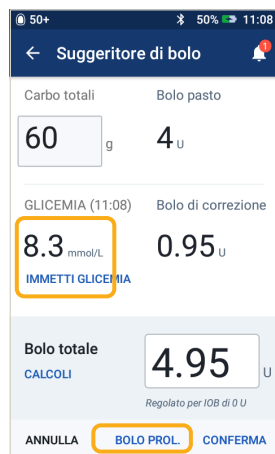 50+ 50% 11:08
← Suggeritore di bolo 1
Carbo totali Bolo pasto
60 g 4 U
GLICEMIA (11:08) Bolo di correzione
8.3 mmol/L 0.95 U
IMMETTI GLICEMIA
Bolo totale
CALCOLI
4.95 U
Regolato per IOB di 0 U
ANNULLA BOLO PROL. CONFERMA